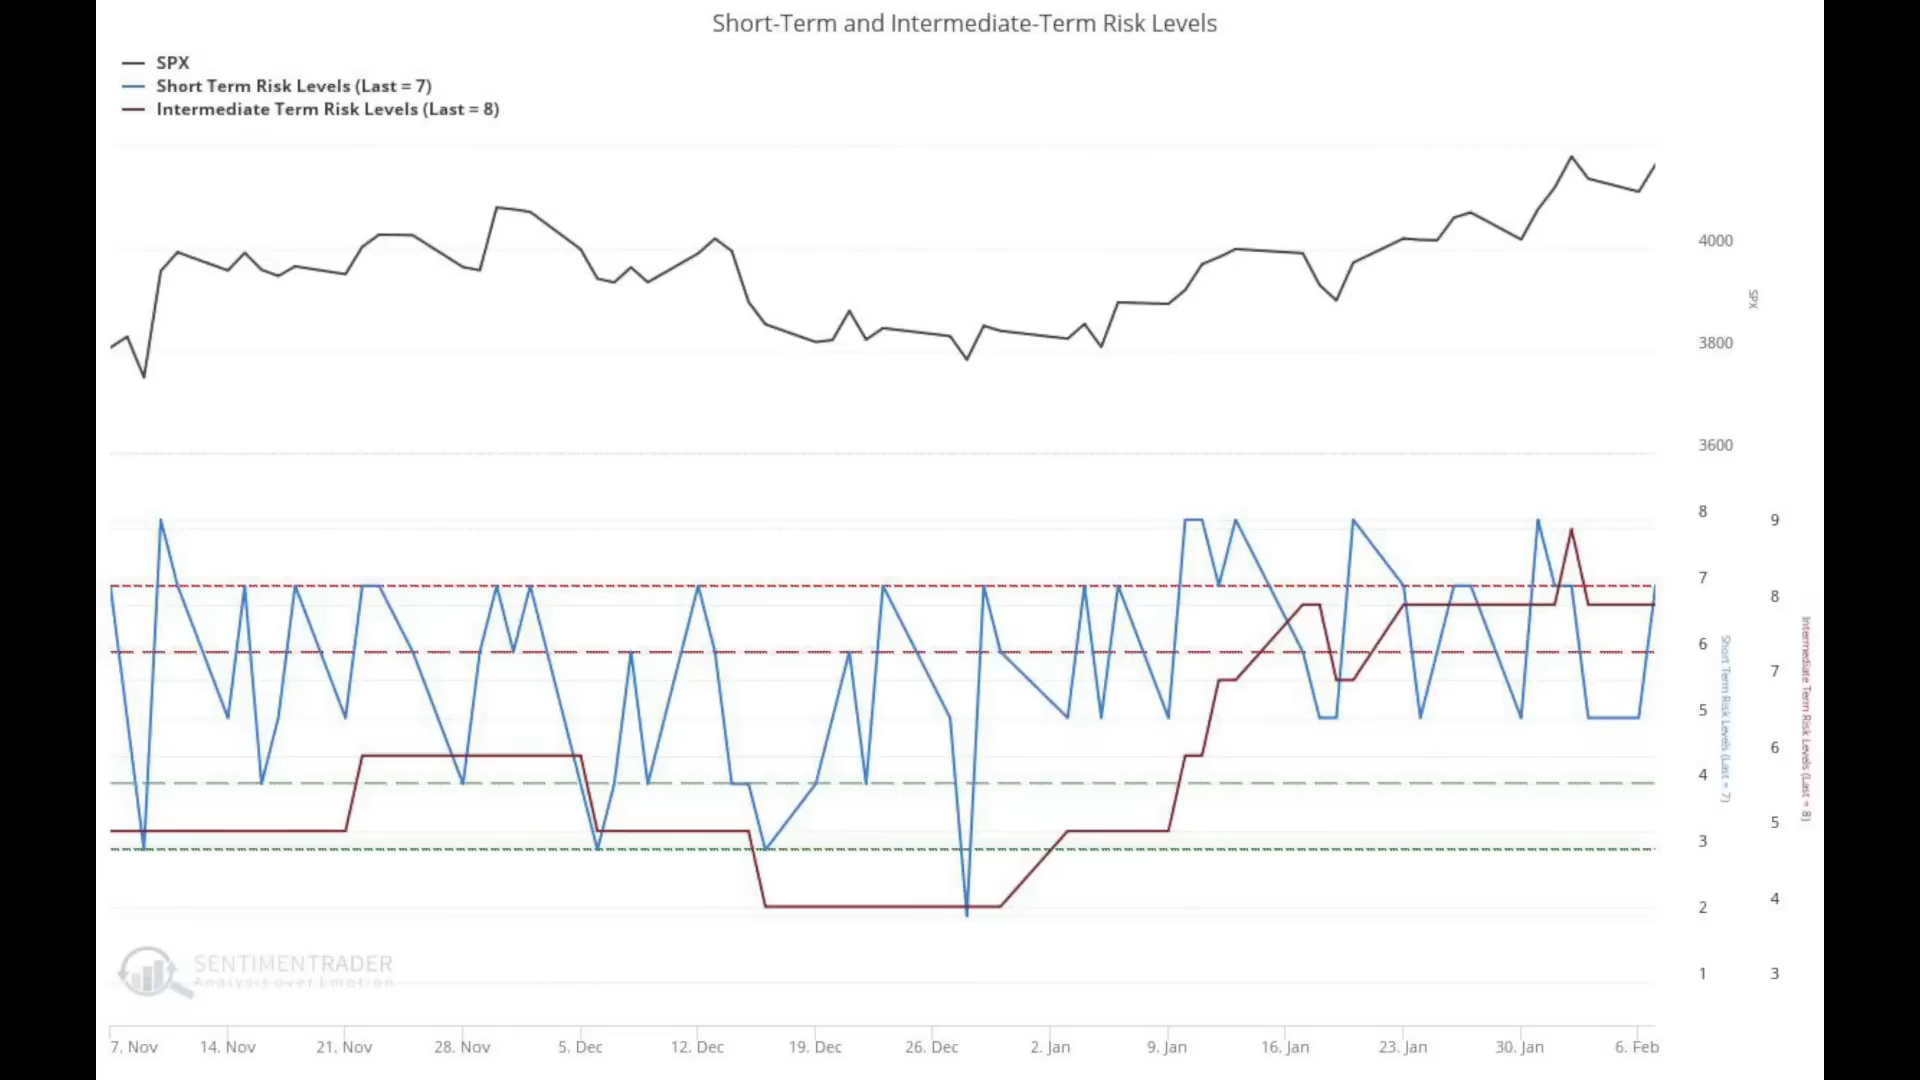 Short-Term and Intermediate-Term Risk Levels
SPX
Short Term Risk Levels (Last = 7)
Intermediate Term Risk Levels (Last = 8)
4000
3800
3600
SPX
8
7
6
5
4
3
2
1
Short Term Risk Levels (Last = 7)
9
8
7
6
5
4
3
Intermediate Term Risk Levels (Last = 8)
SENTIMENTRADER
Analysis over Emotion
7. Nov 14. Nov 21. Nov 28. Nov 5. Dec 12. Dec 19. Dec 26. Dec 2. Jan 9. Jan 16. Jan 23. Jan 30. Jan 6. Feb